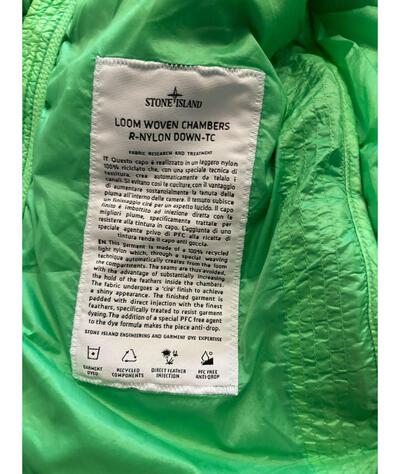 STONE ISLAND
LOOM WOVEN CHAMBERS
R-NYLON DOWN-TC
FABRIC RESEARCH AND TREATMENT
IT Questo capo è realizzato in un leggero nylon
100% riciclato che, con una speciale tecnica di
tessitura, crea automaticamente da telaio i
canali. Si evitano così le cuciture, con il vantaggio
di aumentare sostanzialmente la tenuta della
piuma all'interno delle camere. Il tessuto subisce
un finissaggio ciré per un aspetto lucido. Il capo
finito è imbottito ad iniezione diretta con la
migliori piume, specificamente trattate per
resistere alla tintura in capo. L'aggiunta di uno
speciale agente privo di PFC alla ricetta di
tintura rende il capo anti goccia.
EN This garment is made of a 100% recycled
light nylon which, through a special weaving
technique automatically creates from the loom
the compartments. The seams are thus avoided,
with the advantage of substantially increasing
the hold of the feathers inside the chambers.
The fabric undergoes a 'ciré' finish to achieve
a shiny appearance. The finished garment is
padded with direct injection with the finest
feathers, specifically treated to resist garment
dyeing. The addition of a special PFC free agent
to the dye formula makes the piece anti-drop.
STONE ISLAND ENGINEERING AND GARMENT DYE EXPERTISE
GARMENT DYED
RECYCLED COMPONENTS
DIRECT FEATHER INJECTION
PFC FREE ANTI-DROP